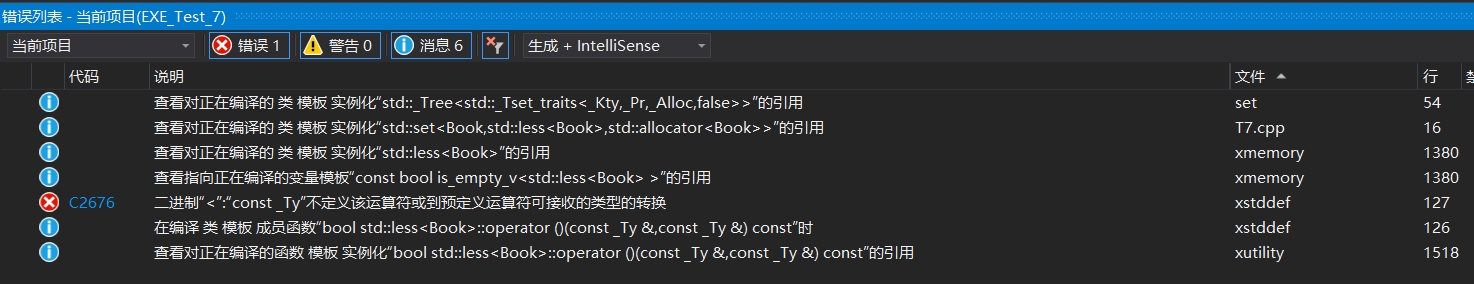 错误列表 - 当前项目(EXE_Test_7)
当前项目 错误 1 警告 0 消息 6 生成 + IntelliSense
代码 说明 文件 行 禁
查看对正在编译的 类 模板 实例化“std::_Tree<std::_Tset_traits<_Kty,_Pr,_Alloc,false>>”的引用 set 54
查看对正在编译的 类 模板 实例化“std::set<Book,std::less<Book>,std::allocator<Book>>”的引用 T7.cpp 16
查看对正在编译的 类 模板 实例化“std::less<Book>”的引用 xmemory 1380
查看指向正在编译的变量模板“const bool is_empty_v<std::less<Book> >”的引用 xmemory 1380
C2676 二进制“<”:“const _Ty”不定义该运算符或到预定义运算符可接收的类型的转换 xstddef 127
在编译 类 模板 成员函数“bool std::less<Book>::operator ()(const _Ty &,const _Ty &) const”时 xstddef 126
查看对正在编译的函数 模板 实例化“bool std::less<Book>::operator ()(const _Ty &,const _Ty &) const”的引用 xutility 1518